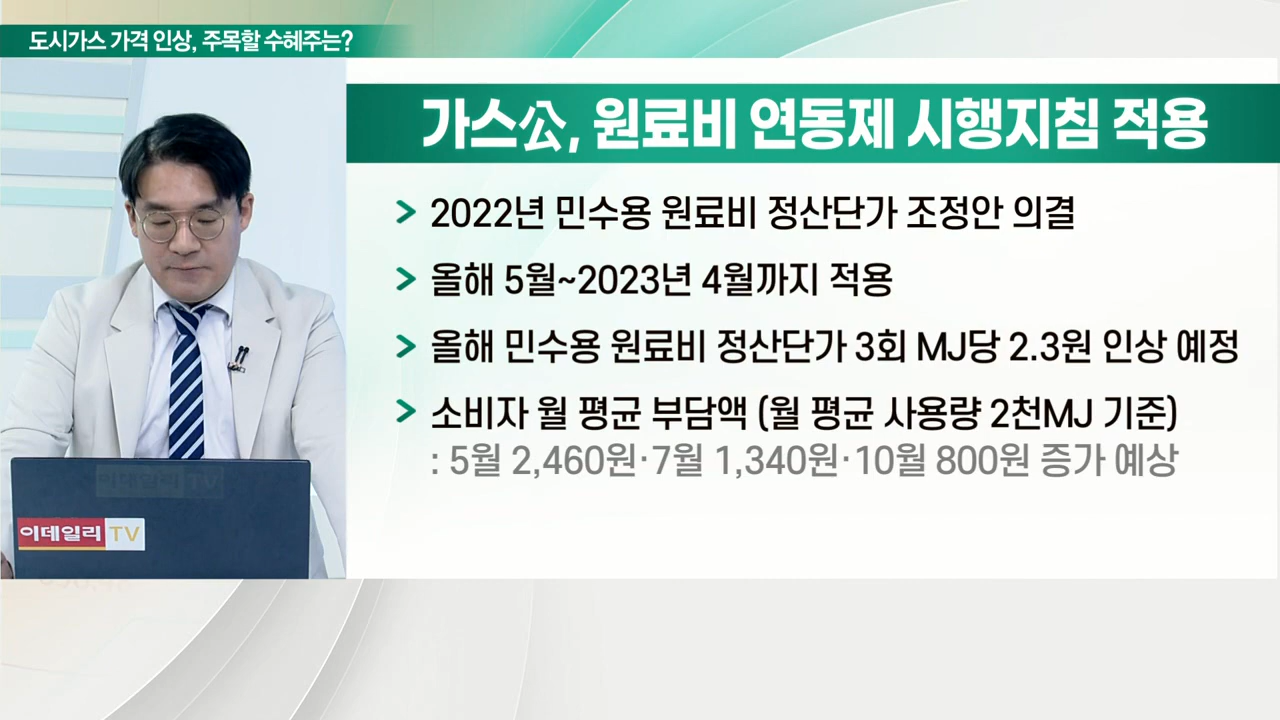 도시가스 가격 인상, 주목할 수혜주는?
가스公, 원료비 연동제 시행지침 적용
> 2022년 민수용 원료비 정산단가 조정안 의결
> 올해 5월~2023년 4월까지 적용
> 올해 민수용 원료비 정산단가 3회 MJ당 2.3원 인상 예정
> 소비자 월 평균 부담액 (월 평균 사용량 2천MJ 기준)
: 5월 2,460원·7월 1,340원·10월 800원 증가 예상
이데일리 TV
이데일리 TV